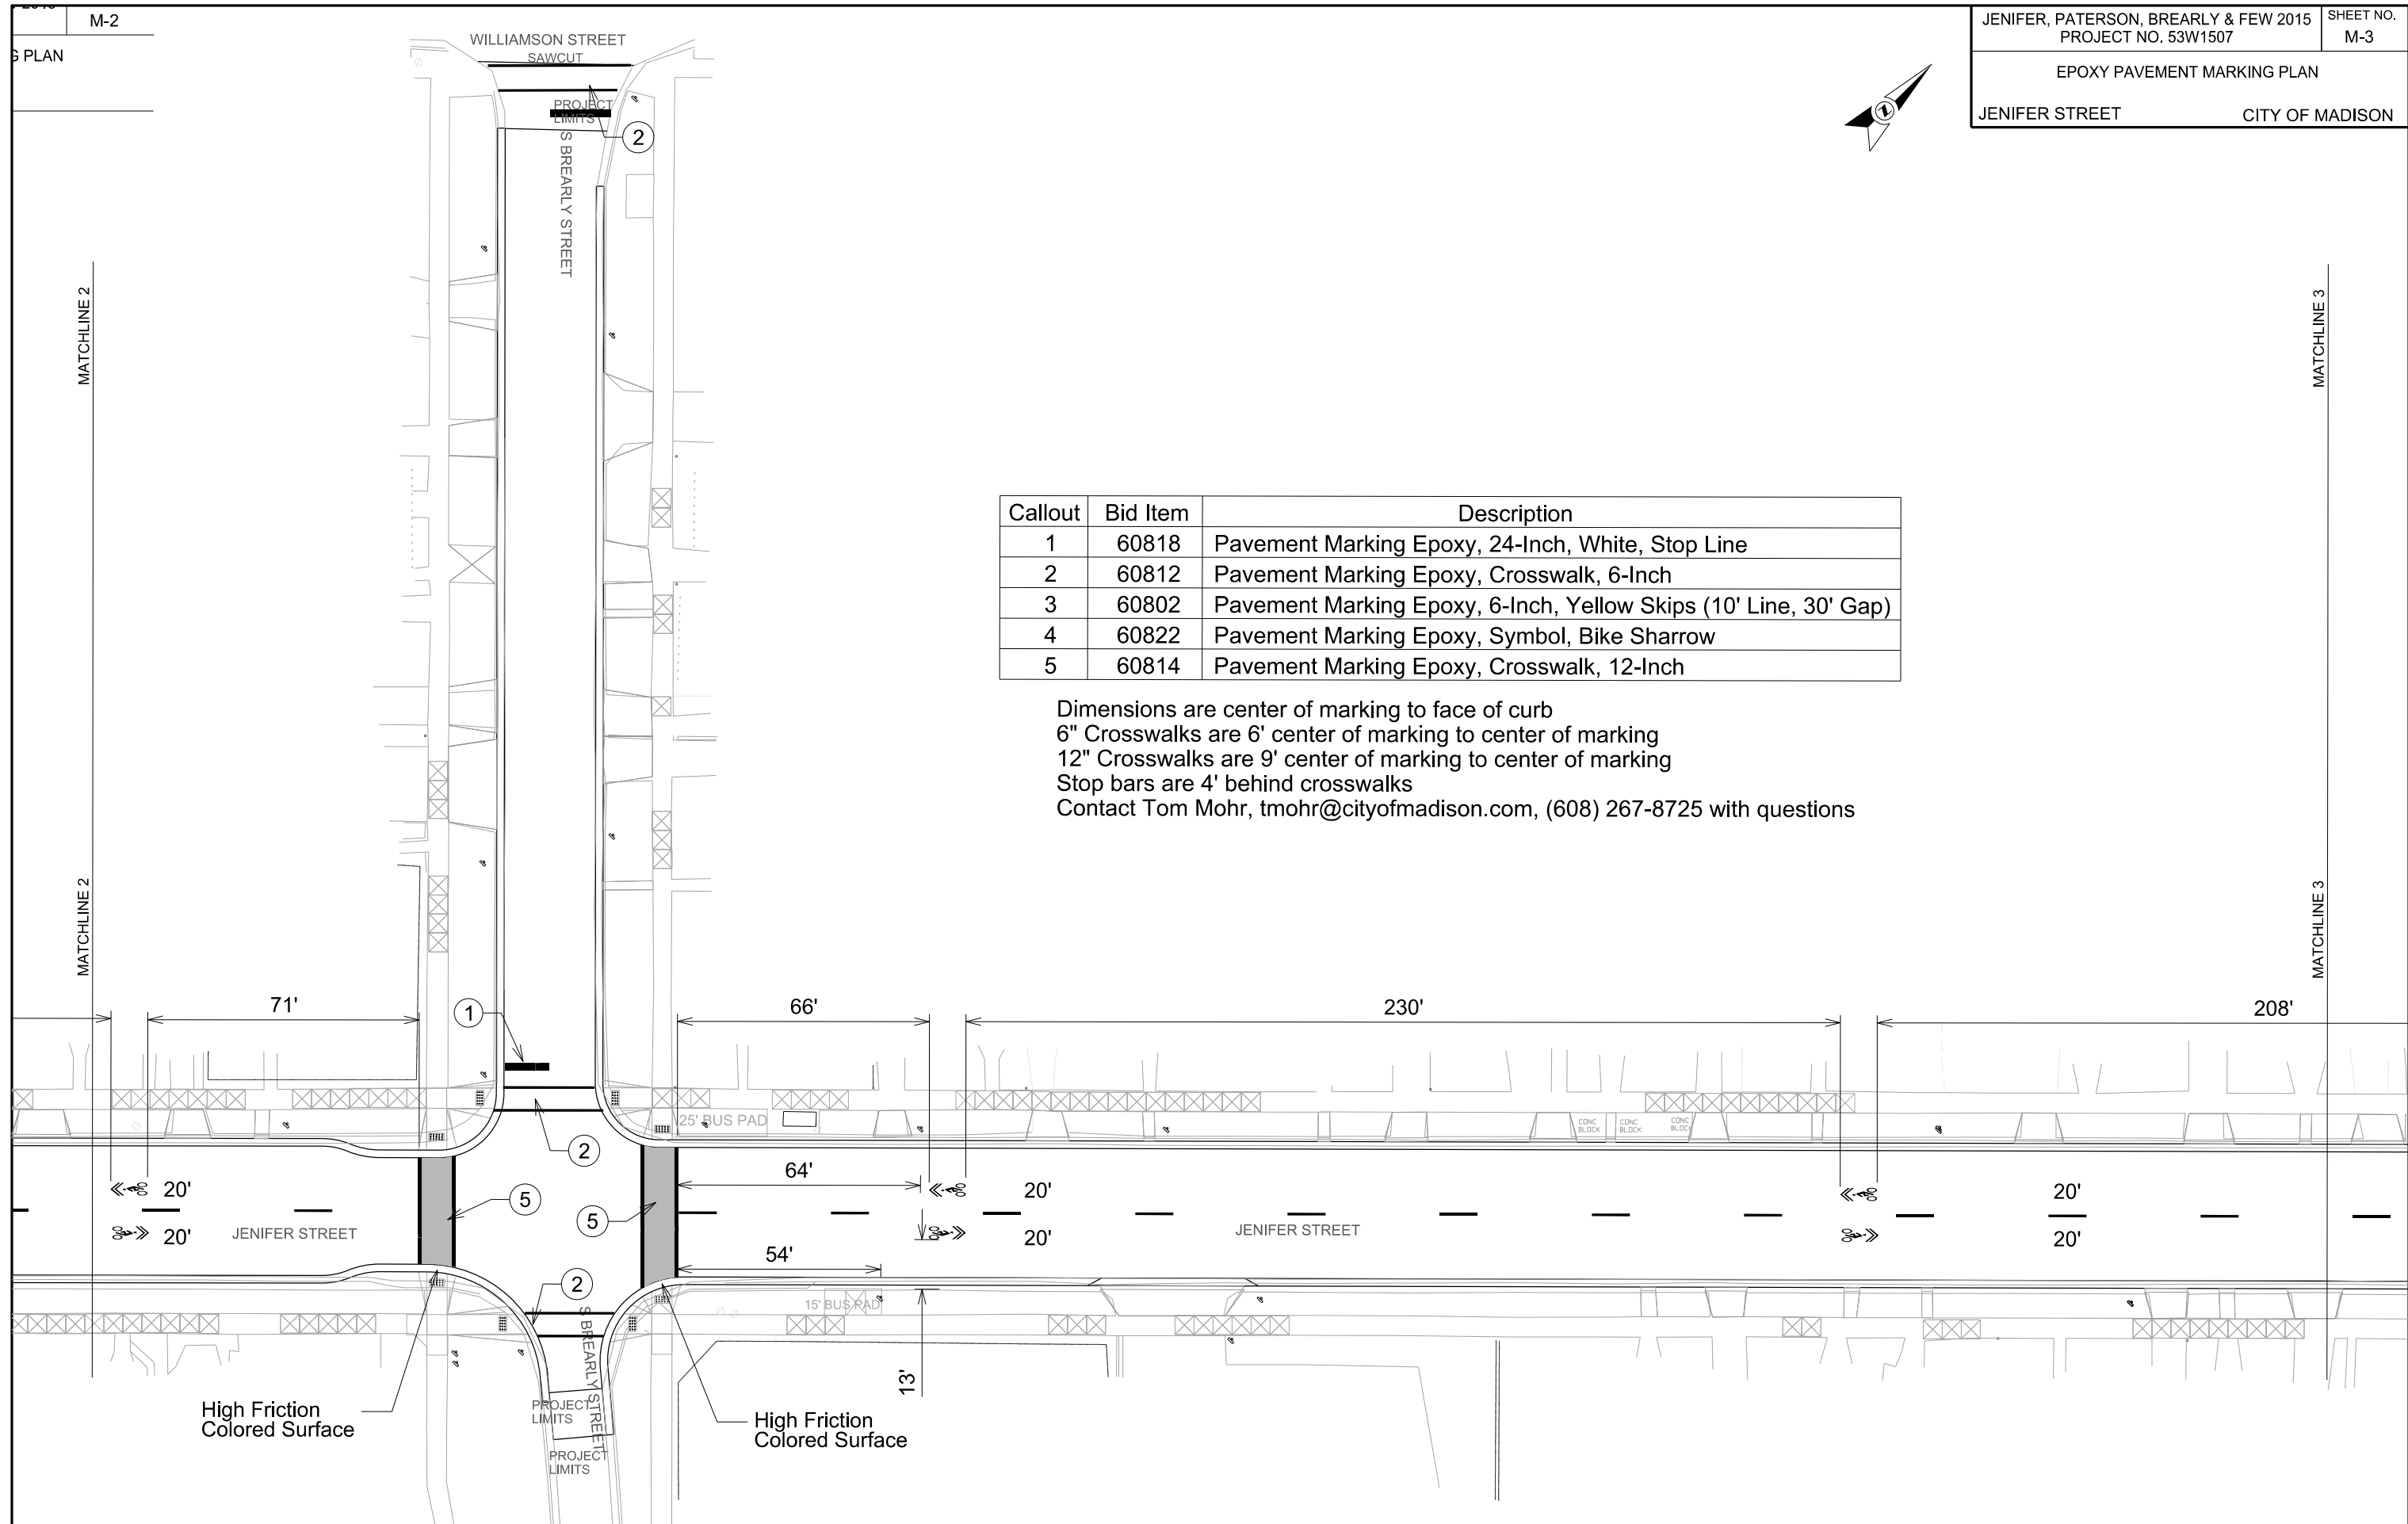 M-2
G PLAN
JENIFER, PATERSON, BREARLY & FEW 2015
PROJECT NO. 53W1507
SHEET NO.
M-3
EPOXY PAVEMENT MARKING PLAN
JENIFER STREET
CITY OF MADISON
WILLIAMSON STREET
SAWCUT
PROJECT
LIMITS
2
S BREARLY STREET
MATCHLINE 2
MATCHLINE 3
Callout Bid Item Description
1 60818 Pavement Marking Epoxy, 24-Inch, White, Stop Line
2 60812 Pavement Marking Epoxy, Crosswalk, 6-Inch
3 60802 Pavement Marking Epoxy, 6-Inch, Yellow Skips (10' Line, 30' Gap)
4 60822 Pavement Marking Epoxy, Symbol, Bike Sharrow
5 60814 Pavement Marking Epoxy, Crosswalk, 12-Inch
Dimensions are center of marking to face of curb
6" Crosswalks are 6' center of marking to center of marking
12" Crosswalks are 9' center of marking to center of marking
Stop bars are 4' behind crosswalks
Contact Tom Mohr, tmohr@cityofmadison.com, (608) 267-8725 with questions
MATCHLINE 2
MATCHLINE 3
71'
1
66'
230'
208'
25' BUS PAD
CONC
BLOCK
CONC
BLOCK
CONC
BLOCK
2
64'
20'
5
20'
20'
5
20'
JENIFER STREET
20'
JENIFER STREET
20'
54'
2
15' BUS PAD
S BREARLY STREET
13'
High Friction
Colored Surface
PROJECT
LIMITS
High Friction
Colored Surface
PROJECT
LIMITS